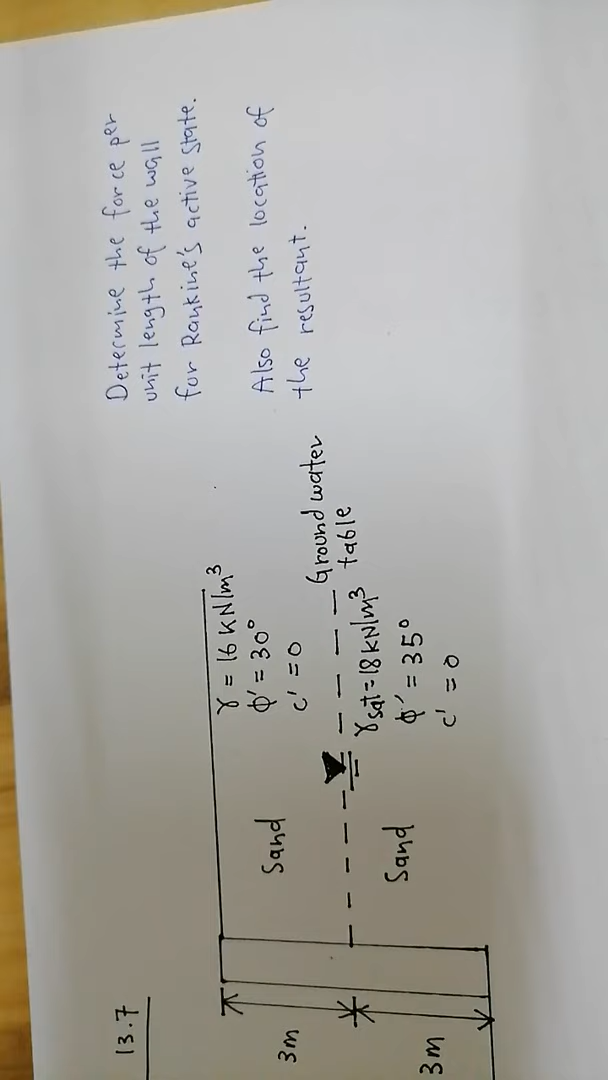 13.7
Determine the force per
unit length of the wall
for Rankine's active state.
Also find the location of
the resultant.
3m
Sand
γ = 16 kN/m³
ϕ' = 30°
c' = 0
Ground water
table
3m
Sand
γsat = 18 kN/m³
ϕ' = 35°
c' = 0